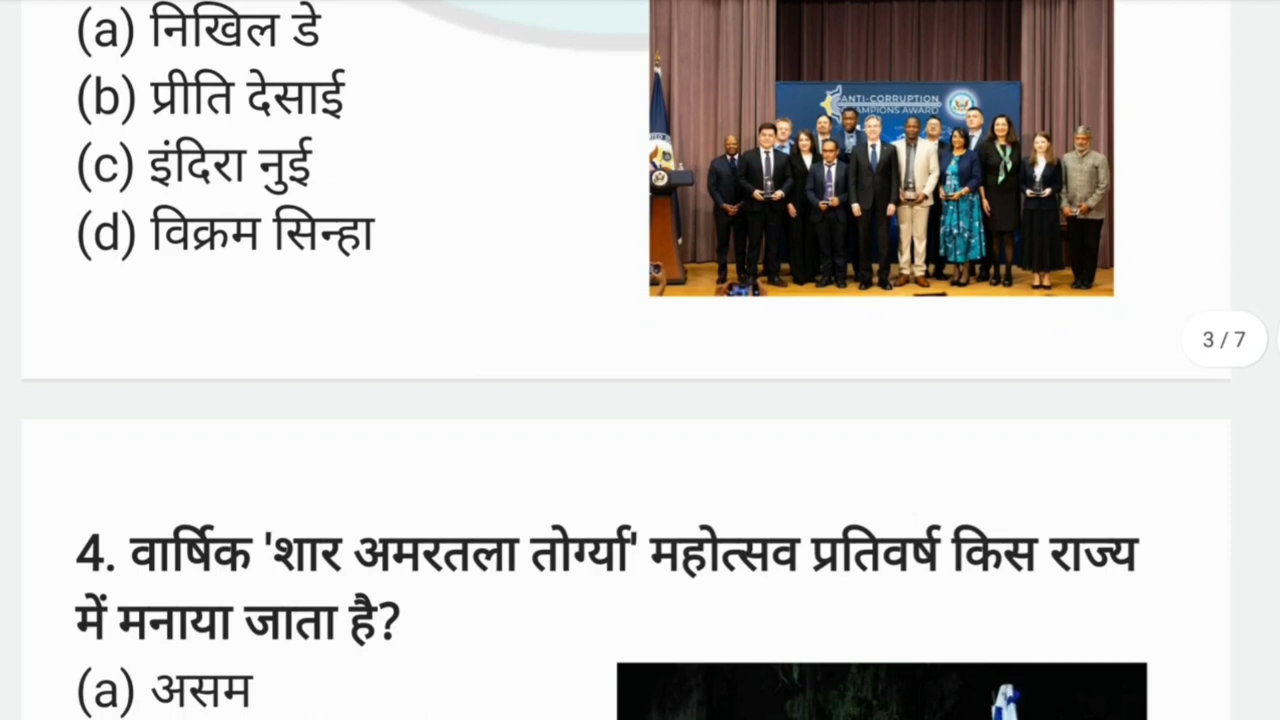 (a) निखिल डे
(b) प्रीति देसाई
(c) इंदिरा नुई
(d) विक्रम सिन्हा
ANTI-CORRUPTION
CHAMPIONS AWARD
3 / 7
4. वार्षिक 'शार अमरतला तोर्ग्या' महोत्सव प्रतिवर्ष किस राज्य
में मनाया जाता है?
(a) असम